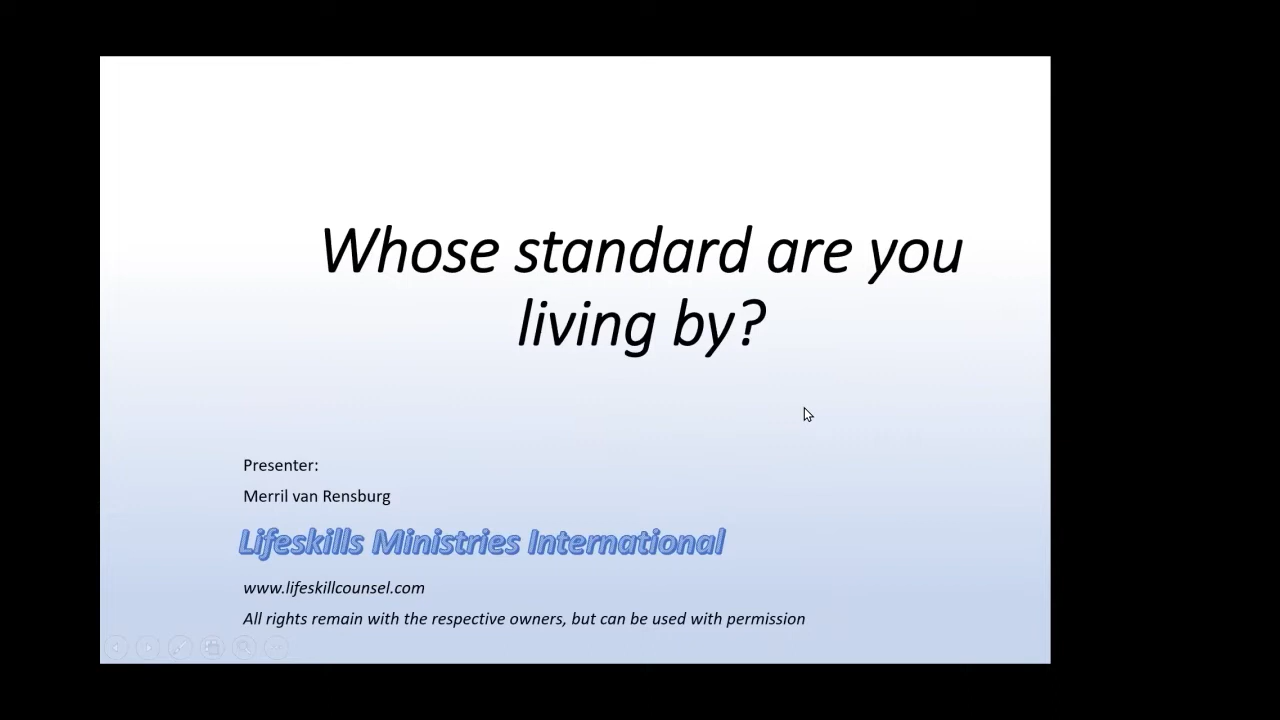 Whose standard are you
living by?
Presenter:
Merril van Rensburg
Lifeskills Ministries International
www.lifeskillcounsel.com
All rights remain with the respective owners, but can be used with permission